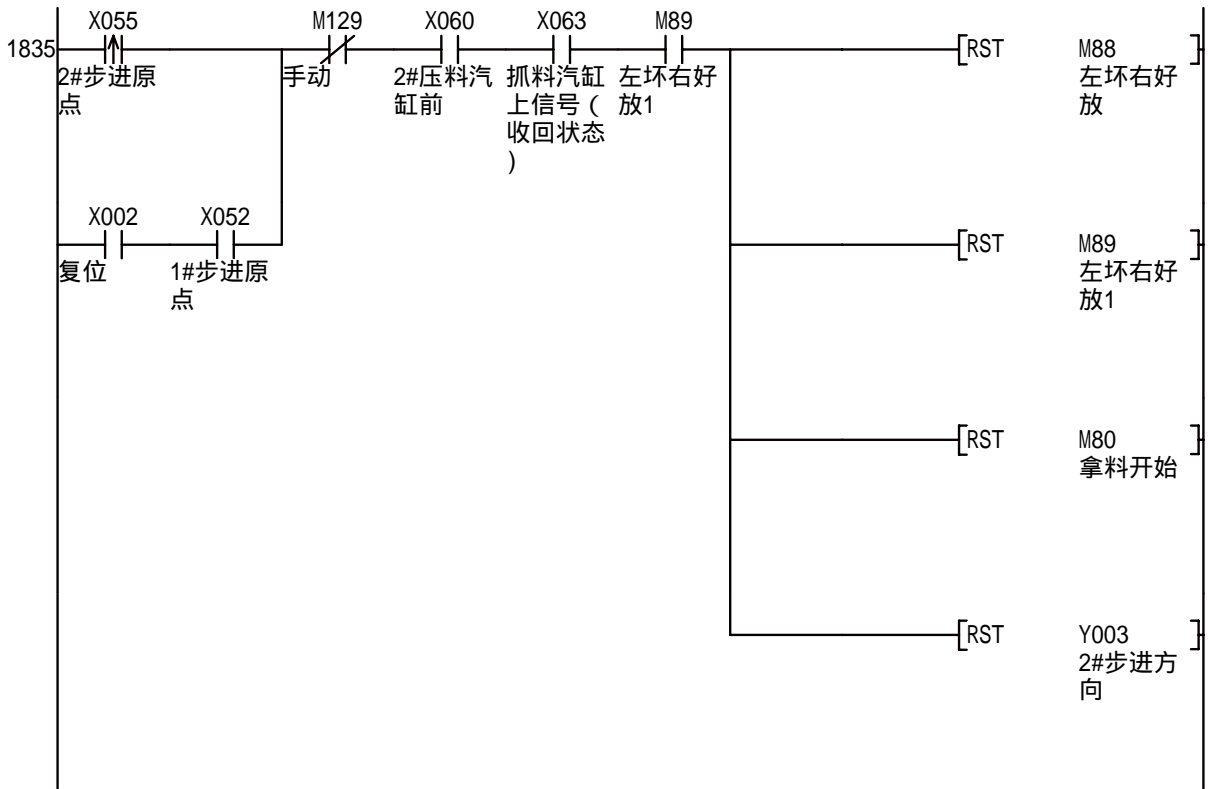 X055 M129 X060 X063 M89
1835 [RST M88 ]
2#步进原 手动 2#压料汽 抓料汽缸 左坏右好 左坏右好
点 缸前 上信号( 放1 放
收回状态
)
X002 X052
[RST M89 ]
复位 1#步进原 左坏右好
点 放1
[RST M80 ]
拿料开始
[RST Y003 ]
2#步进方
向